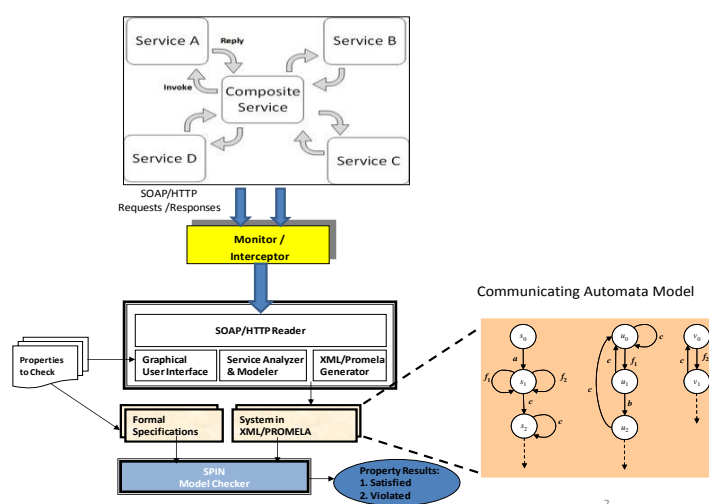 Service A
Reply
Service B
Invoke
Composite
Service
Service D
Service C
SOAP/HTTP
Requests /Responses
Monitor /
Interceptor
Communicating Automata Model
SOAP/HTTP Reader
Properties
to Check
Graphical
User Interface
Service Analyzer
& Modeler
XML/Promela
Generator
Formal
Specifications
System in
XML/PROMELA
SPIN
Model Checker
Property Results:
1. Satisfied
2. Violated
s0
a
f1
s1
f2
c
s2
c
u0
c
c
f1
u1
c
b
u2
v0
c
f2
v1
2